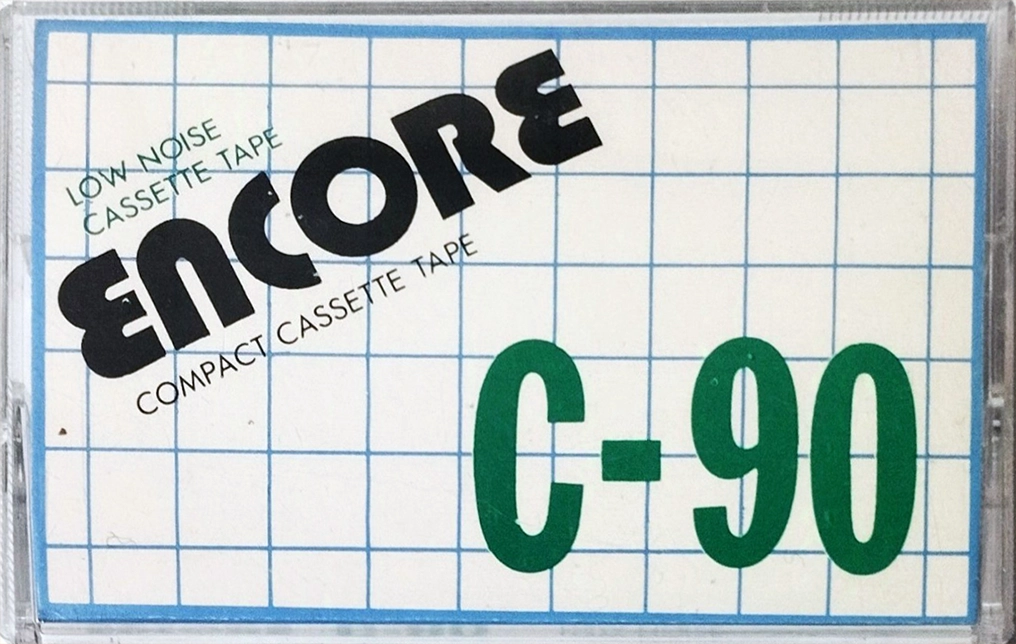 LOW NOISE
CASSETTE TAPE
ENCORE
COMPACT CASSETTE TAPE
C-90